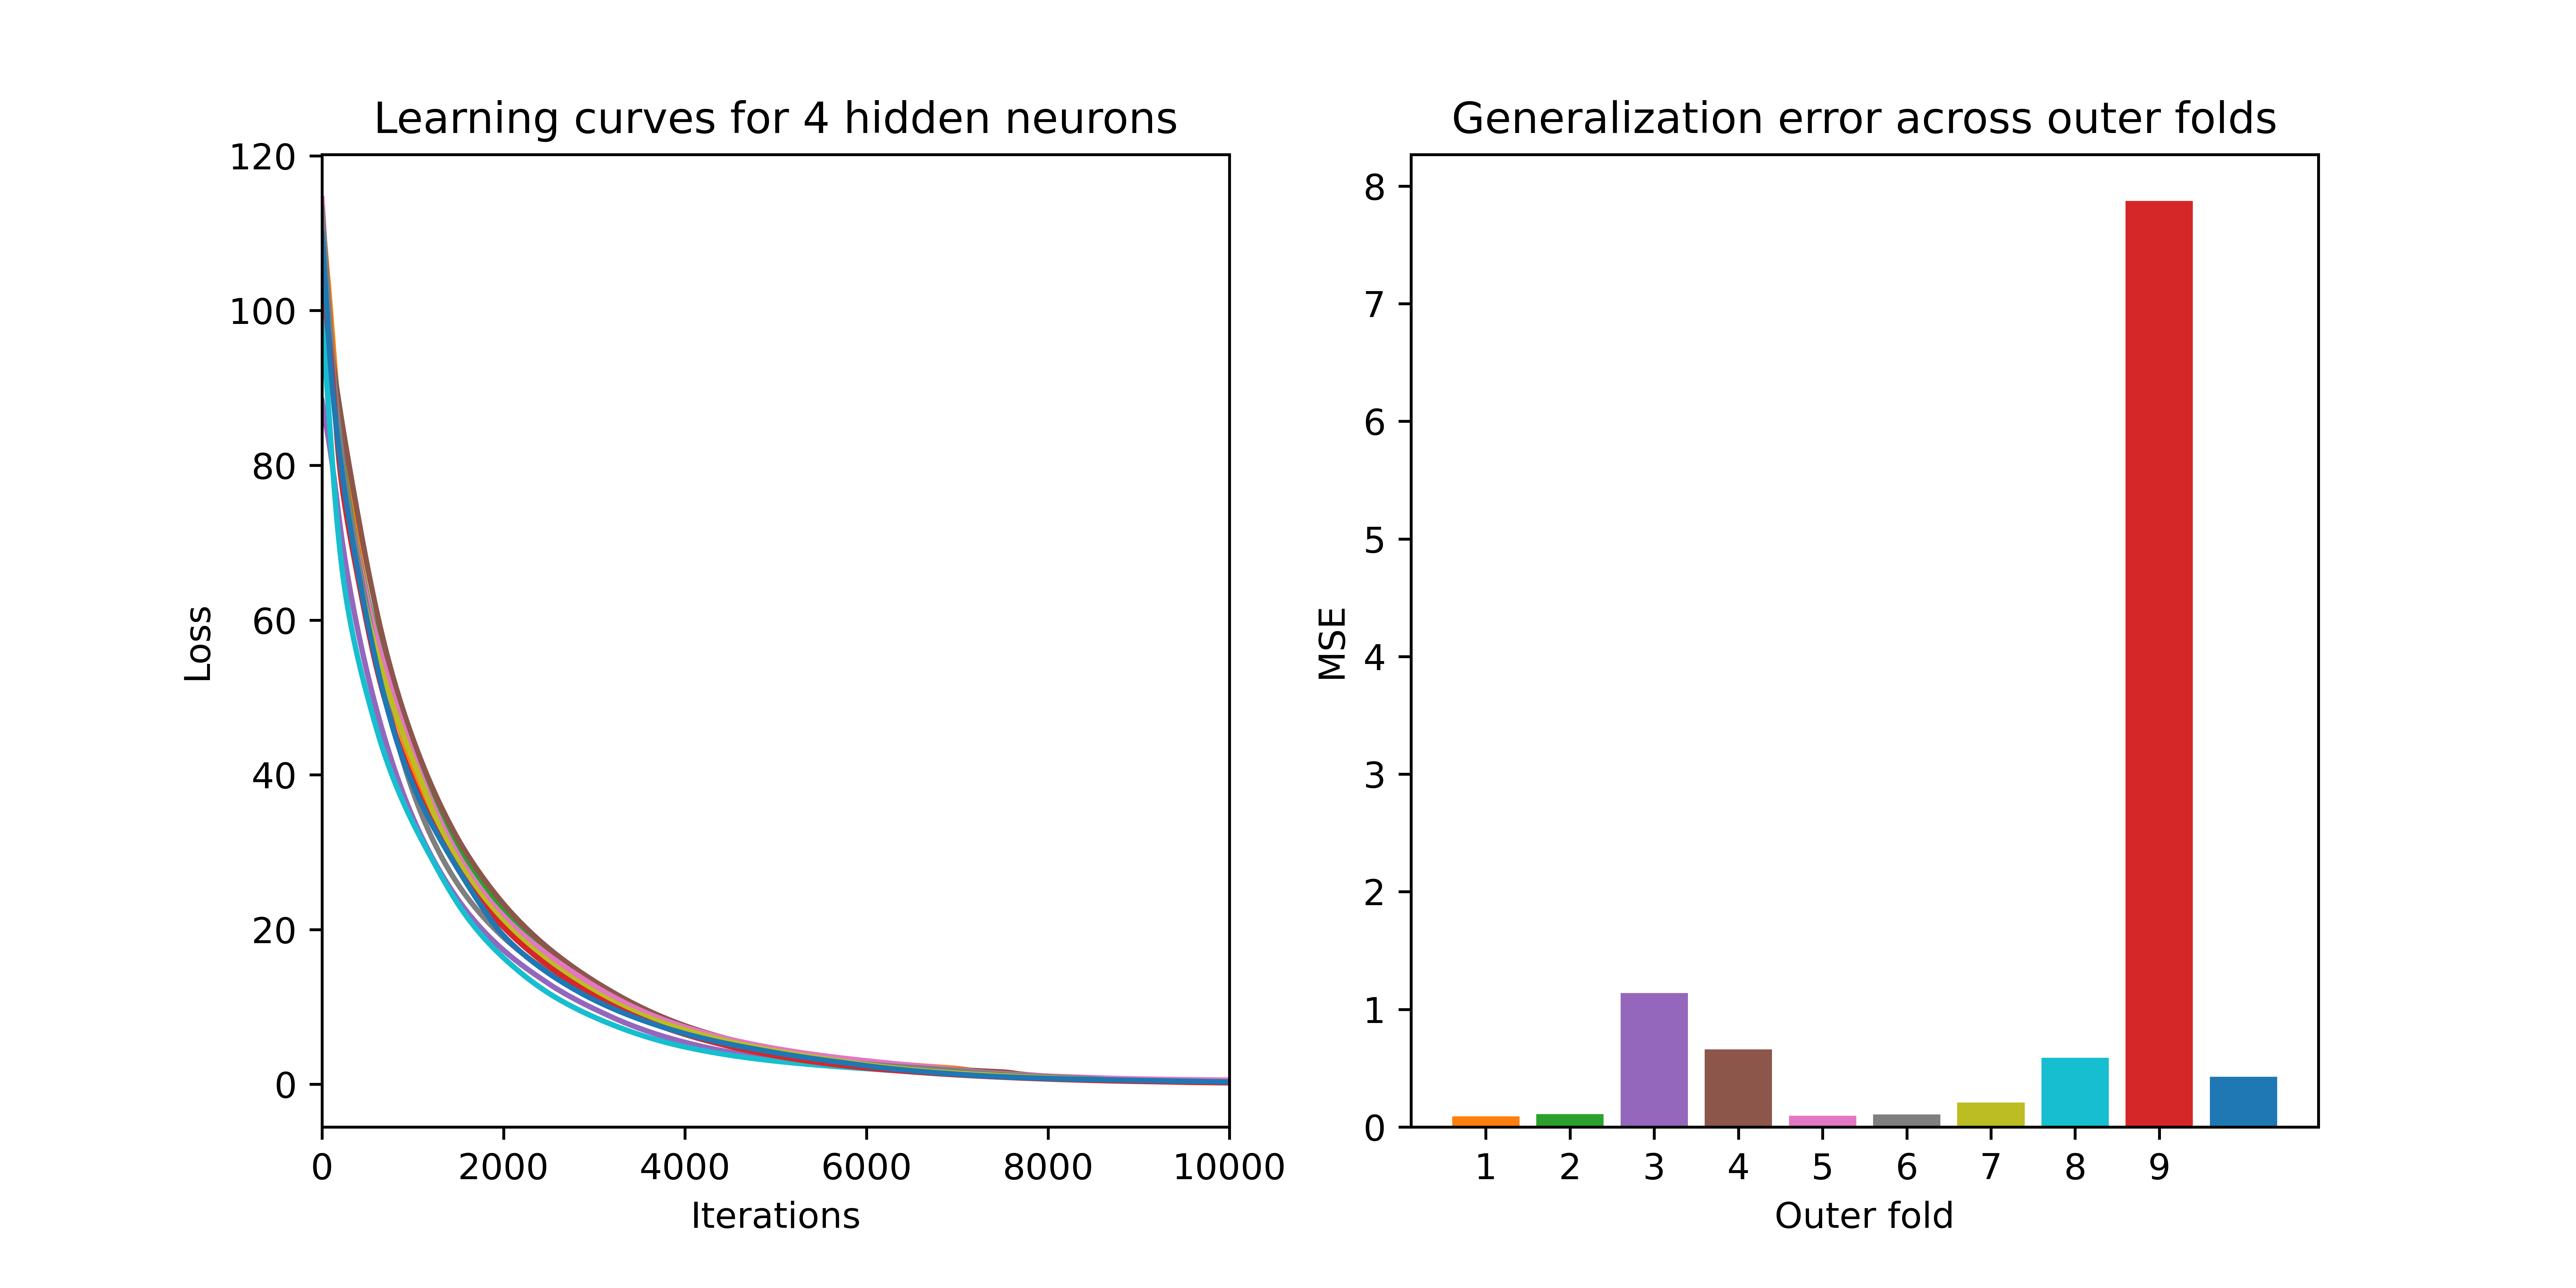 Learning curves for 4 hidden neurons
120
100
80
60
40
20
0
Loss
0 2000 4000 6000 8000 10000
Iterations
Generalization error across outer folds
8
7
6
5
4
3
2
1
0
MSE
1 2 3 4 5 6 7 8 9
Outer fold